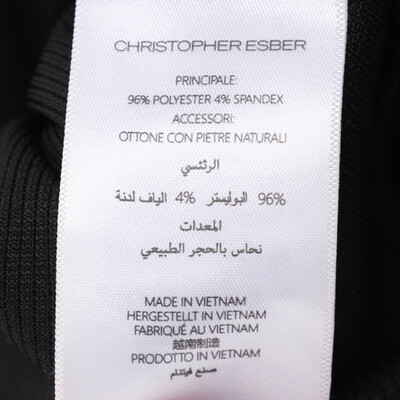 CHRISTOPHER ESBER
PRINCIPALE:
96% POLYESTER 4% SPANDEX
ACCESSORI:
OTTONE CON PIETRE NATURALI
الرئئسي
96% البوليستر 4% الياف لدنة
المعدات
نحاس بالحجر الطبيعي
MADE IN VIETNAM
HERGESTELLT IN VIETNAM
FABRIQUÉ AU VIETNAM
越南制造
PRODOTTO IN VIETNAM
صنع فيتنام